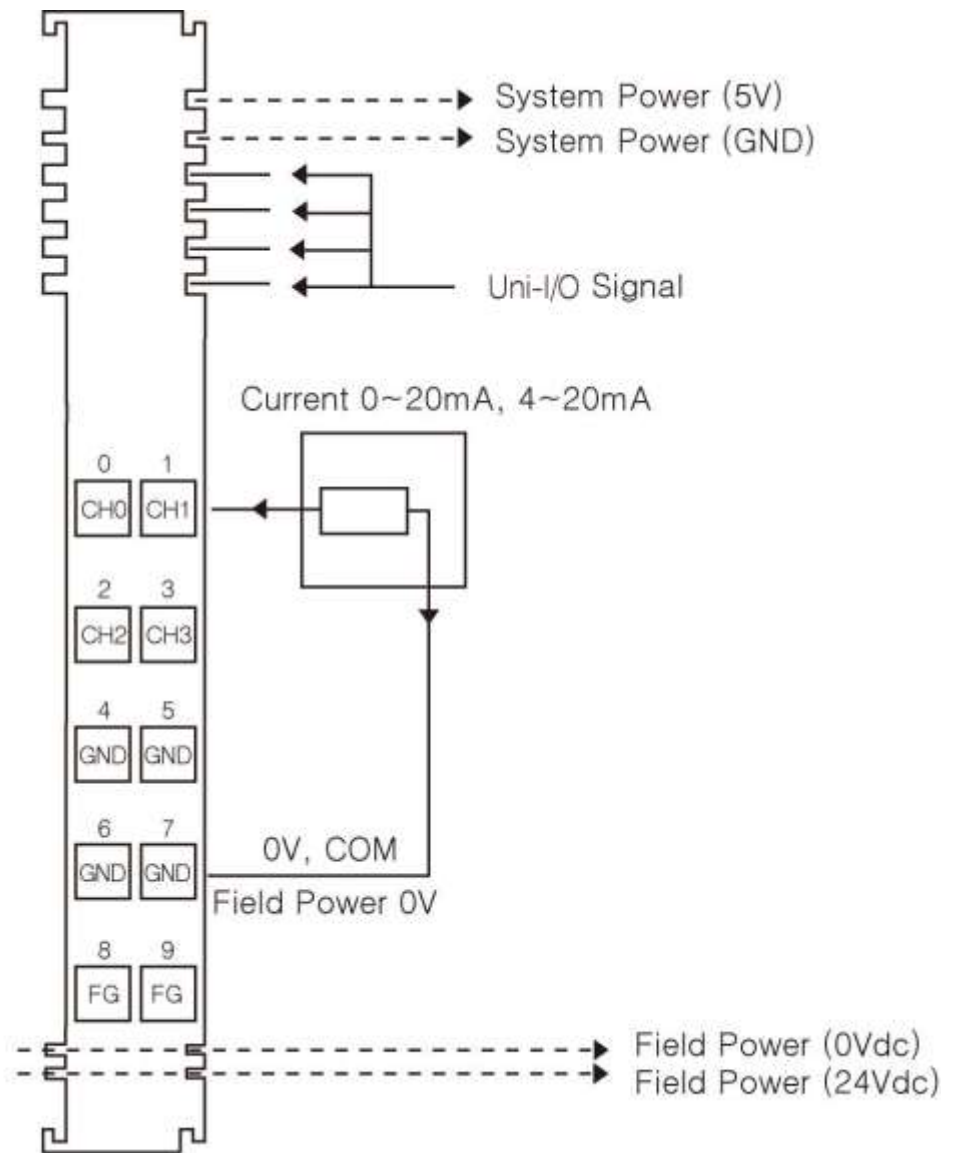 System Power (5V)
System Power (GND)
Uni-I/O Signal
Current 0~20mA, 4~20mA
0 1
CH0 CH1
2 3
CH2 CH3
4 5
GND GND
6 7
GND GND
0V, COM
Field Power 0V
8 9
FG FG
Field Power (0Vdc)
Field Power (24Vdc)